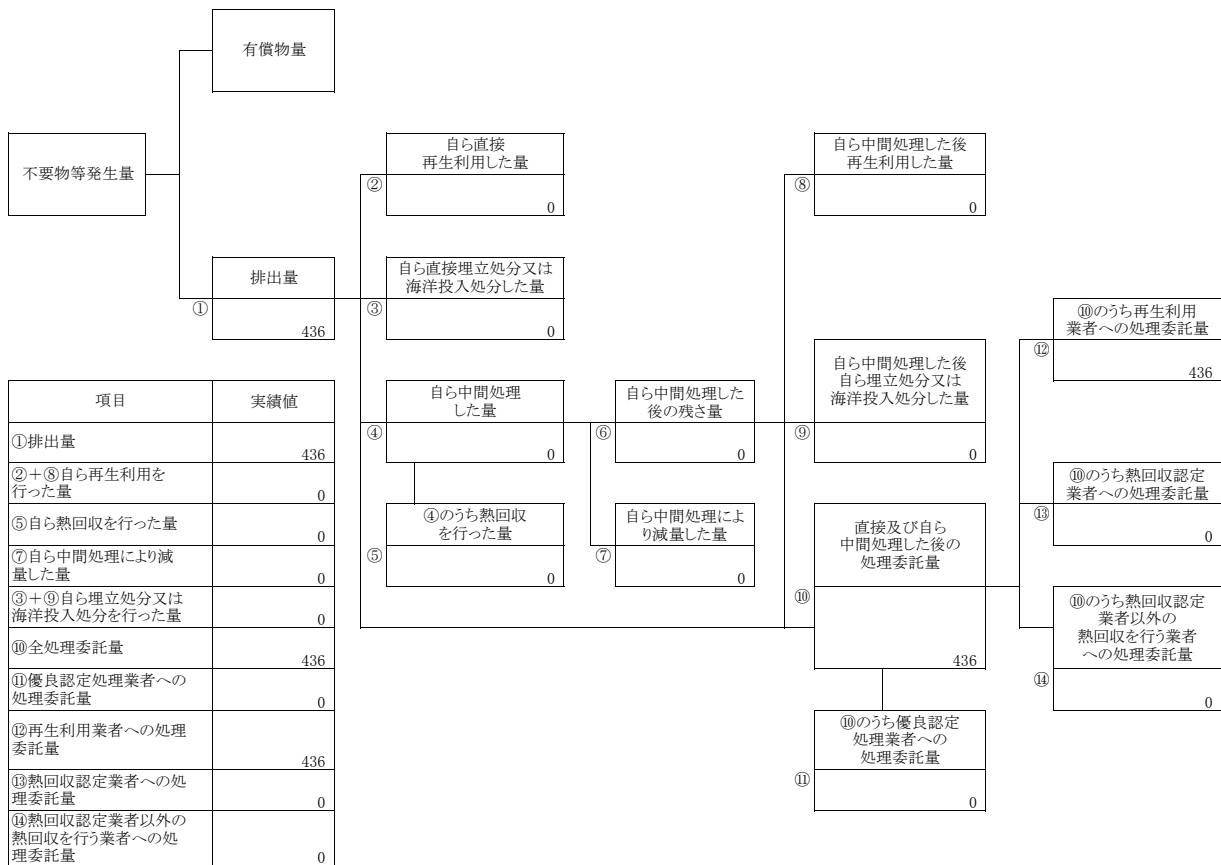 有償物量
不要物等発生量
自ら直接
再生利用した量
②
0
自ら中間処理した後
再生利用した量
⑧
0
排出量
①
436
自ら直接埋立処分又は
海洋投入処分した量
③
0
⑩のうち再生利用
業者への処理委託量
⑫
436
自ら中間処理
した量
④
0
自ら中間処理した
後の残さ量
⑥
0
自ら中間処理した後
自ら埋立処分又は
海洋投入処分した量
⑨
0
⑩のうち熱回収認定
業者への処理委託量
⑬
0
④のうち熱回収
を行った量
⑤
0
自ら中間処理によ
り減量した量
⑦
0
直接及び自ら
中間処理した後の
処理委託量
⑩
436
⑩のうち熱回収認定
業者以外の
熱回収を行う業者
への処理委託量
⑭
0
⑩のうち優良認定
処理業者への
処理委託量
⑪
0
項目 実績値
①排出量
436
②＋⑧自ら再生利用を
行った量
0
⑤自ら熱回収を行った量
0
⑦自ら中間処理により減
量した量
0
③＋⑨自ら埋立処分又は
海洋投入処分を行った量
0
⑩全処理委託量
436
⑪優良認定処理業者への
処理委託量
0
⑫再生利用業者への処理
委託量
436
⑬熱回収認定業者への処
理委託量
0
⑭熱回収認定業者以外の
熱回収を行う業者への処
理委託量
0